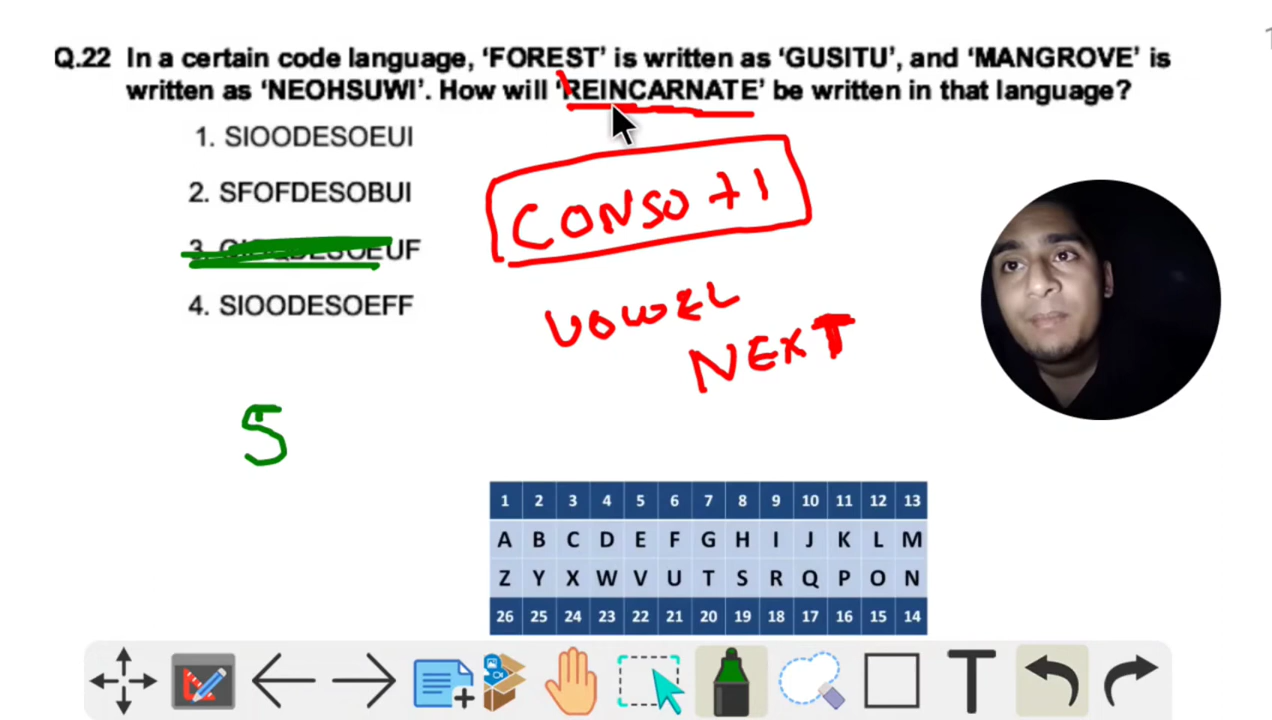 Q.22 In a certain code language, ‘FOREST’ is written as ‘GUSITU’, and ‘MANGROVE’ is
written as ‘NEOHSUWI’. How will ‘REINCARNATE’ be written in that language?
1. SIOODESOEUI
2. SFOFDESOBUI
3. UF
4. SIOODESOEFF
CONSO +1
VOWEL
NEXT
5
1 2 3 4 5 6 7 8 9 10 11 12 13
A B C D E F G H I J K L M
Z Y X W V U T S R Q P O N
26 25 24 23 22 21 20 19 18 17 16 15 14
T